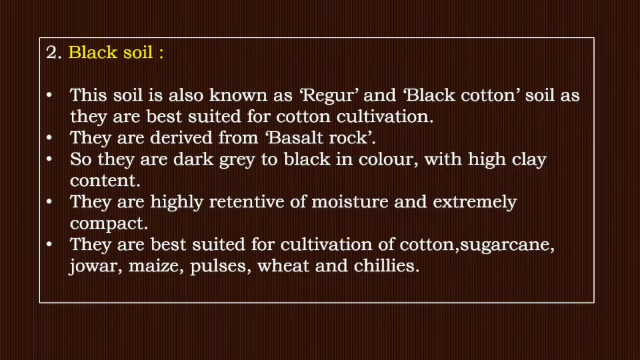 2. Black soil :
• This soil is also known as ‘Regur’ and ‘Black cotton’ soil as
they are best suited for cotton cultivation.
• They are derived from ‘Basalt rock’.
• So they are dark grey to black in colour, with high clay
content.
• They are highly retentive of moisture and extremely
compact.
• They are best suited for cultivation of cotton,sugarcane,
jowar, maize, pulses, wheat and chillies.